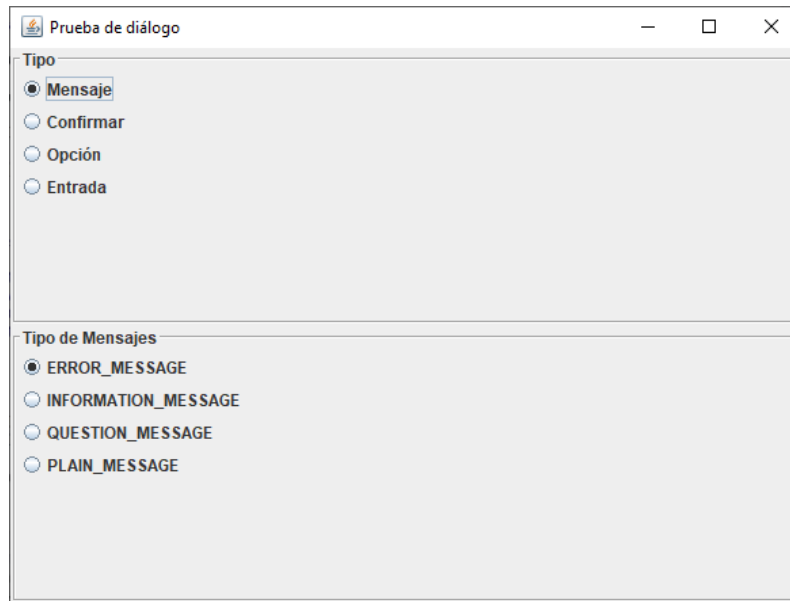 Prueba de diálogo
Tipo
Mensaje
Confirmar
Opción
Entrada
Tipo de Mensajes
ERROR_MESSAGE
INFORMATION_MESSAGE
QUESTION_MESSAGE
PLAIN_MESSAGE